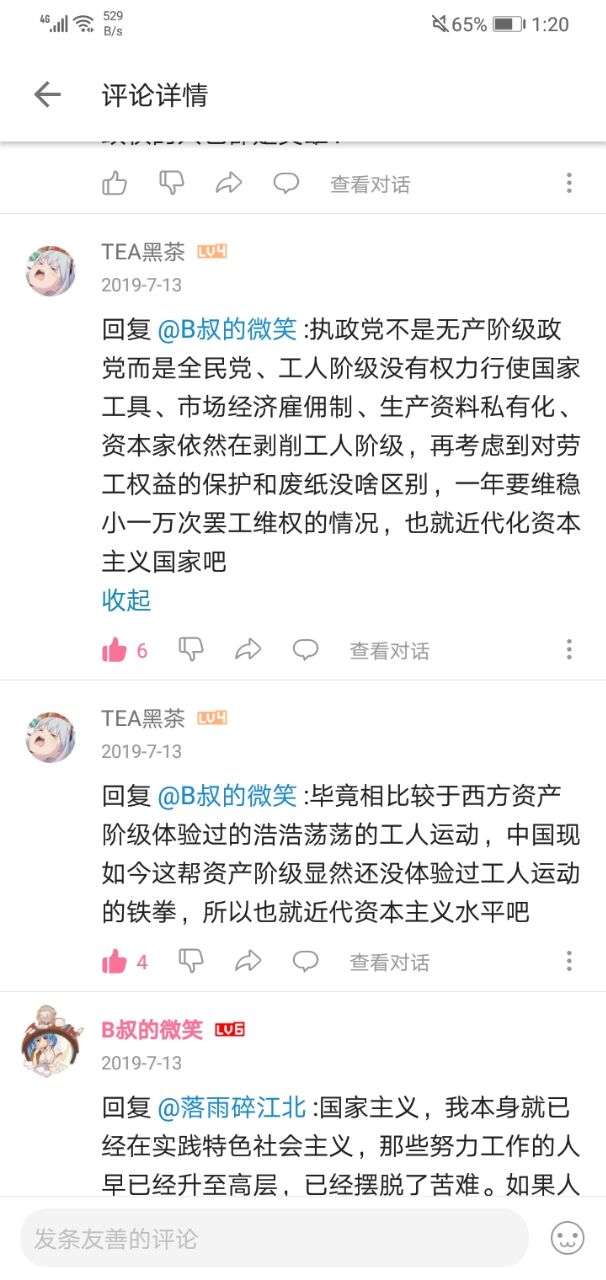 4G 529 B/s 65% 1:20
评论详情
查看对话
TEA黑茶 LV4
2019-7-13
回复 @B叔的微笑 :执政党不是无产阶级政
党而是全民党、工人阶级没有权力行使国家
工具、市场经济雇佣制、生产资料私有化、
资本家依然在剥削工人阶级，再考虑到对劳
工权益的保护和废纸没啥区别，一年要维稳
小一万次罢工维权的情况，也就近代化资本
主义国家吧
收起
6 查看对话
TEA黑茶 LV4
2019-7-13
回复 @B叔的微笑 :毕竟相比较于西方资产
阶级体验过的浩浩荡荡的工人运动，中国现
如今这帮资产阶级显然还没体验过工人运动
的铁拳，所以也就近代资本主义水平吧
4 查看对话
B叔的微笑 LV6
2019-7-13
回复 @落雨碎江北 :国家主义，我本身就已
经在实践特色社会主义，那些努力工作的人
早已经升至高层，已经摆脱了苦难。如果人
发条友善的评论